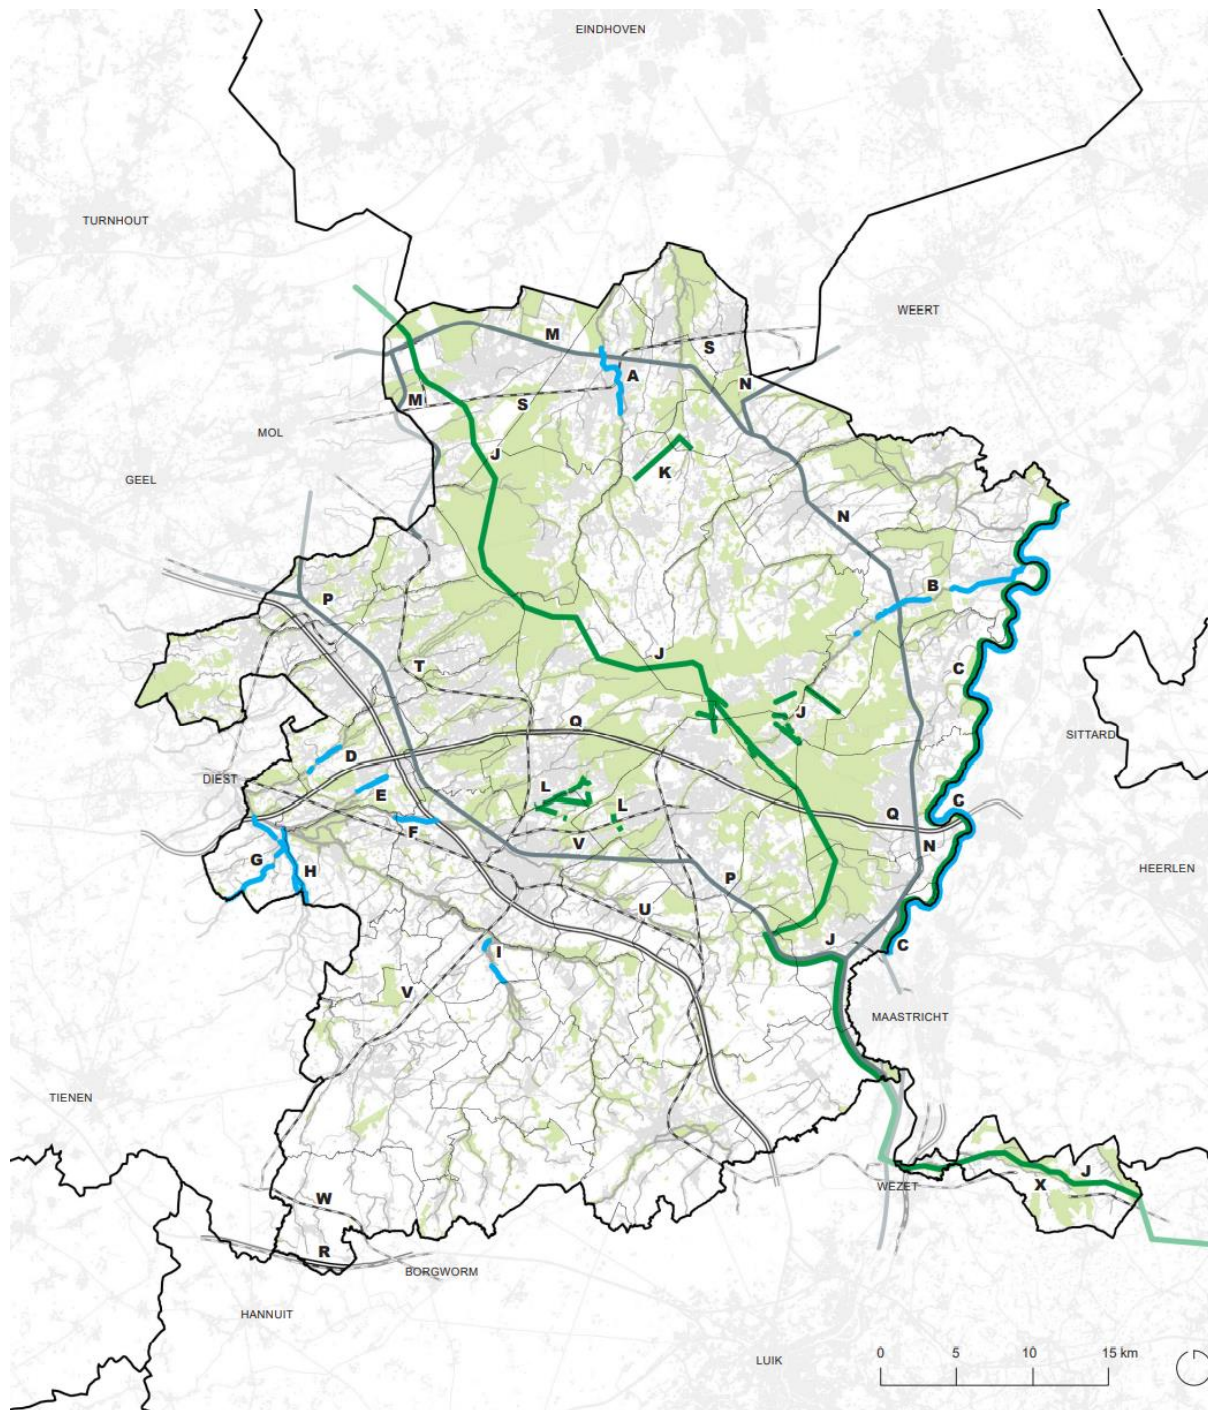 EINDHOVEN
TURNHOUT
WEERT
M
S
N
A
M
S
MOL
J
K
GEEL
N
B
P
J
T
C
J
Q
SITTARD
D
DIEST
E
L
L
C
Q
F
V
N
G
H
P
HEERLEN
U
J
C
I
V
MAASTRICHT
TIENEN
J
X
WEZET
W
R
BORGWORM
HANNUIT
0 5 10 15 km
LUIK